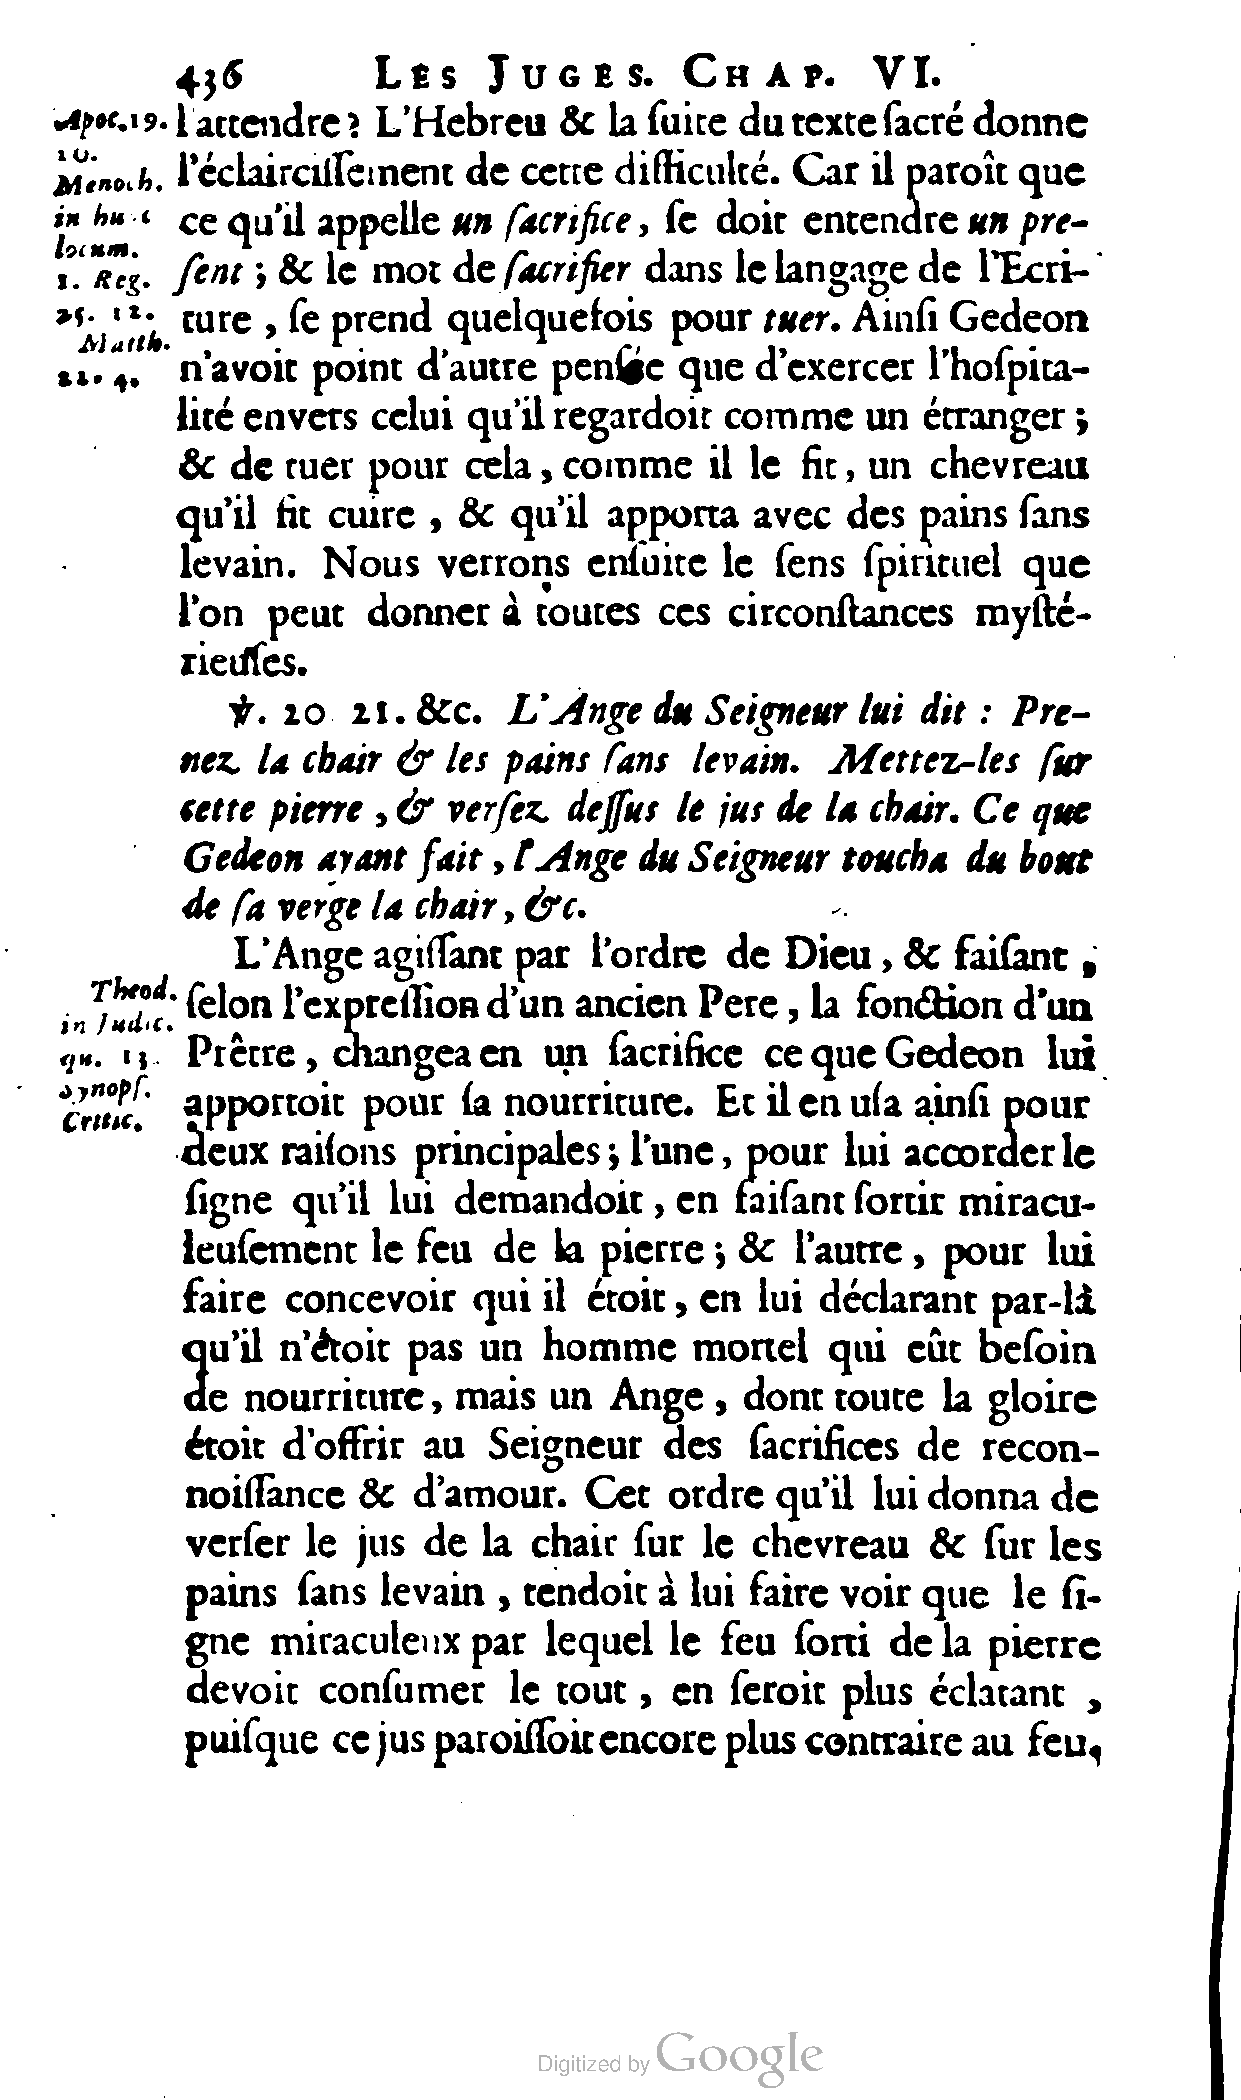 436 LES JUGES. CHAP. VI.
Apoc. 19.
10.
Menoch.
in hunc
locum.
1. Reg.
25. 12.
Matth.
22. 4.
l'attendre? L'Hebreu & la ſuite du texte ſacré donne
l'éclairciſſement de cette difficulté. Car il paroît que
ce qu'il appelle un ſacrifice, ſe doit entendre un pre-
ſent ; & le mot de ſacrifier dans le langage de l'Ecri-
ture, ſe prend quelquefois pour tuer. Ainſi Gedeon
n'avoit point d'autre penſée que d'exercer l'hoſpita-
lité envers celui qu'il regardoit comme un étranger ;
& de tuer pour cela, comme il le fit, un chevreau
qu'il fit cuire, & qu'il apporta avec des pains ſans
levain. Nous verrons enſuite le ſens ſpirituel que
l'on peut donner à toutes ces circonſtances myſté-
rieuſes.
℣. 20 21. &c. L'Ange du Seigneur lui dit : Pre-
nez la chair & les pains ſans levain. Mettez-les ſur
cette pierre, & verſez deſſus le jus de la chair. Ce que
Gedeon ayant fait, l'Ange du Seigneur toucha du bout
de ſa verge la chair, &c.
L'Ange agiſſant par l'ordre de Dieu, & faiſant,
Theod.
in Judic.
qu. 13.
Synopſ.
Critic.
ſelon l'expreſſion d'un ancien Pere, la fonction d'un
Prêtre, changea en un ſacrifice ce que Gedeon lui
apportoit pour ſa nourriture. Et il en uſa ainſi pour
deux raiſons principales ; l'une, pour lui accorder le
ſigne qu'il lui demandoit, en faiſant ſortir miracu-
leuſement le feu de la pierre ; & l'autre, pour lui
faire concevoir qui il étoit, en lui déclarant par-là
qu'il n'étoit pas un homme mortel qui eût beſoin
de nourriture, mais un Ange, dont toute la gloire
étoit d'offrir au Seigneur des ſacrifices de recon-
noiſſance & d'amour. Cet ordre qu'il lui donna de
verſer le jus de la chair ſur le chevreau & ſur les
pains ſans levain, tendoit à lui faire voir que le ſi-
gne miraculeux par lequel le feu ſorti de la pierre
devoit conſumer le tout, en ſeroit plus éclatant,
puiſque ce jus paroiſſoit encore plus contraire au feu,
Digitized by Google